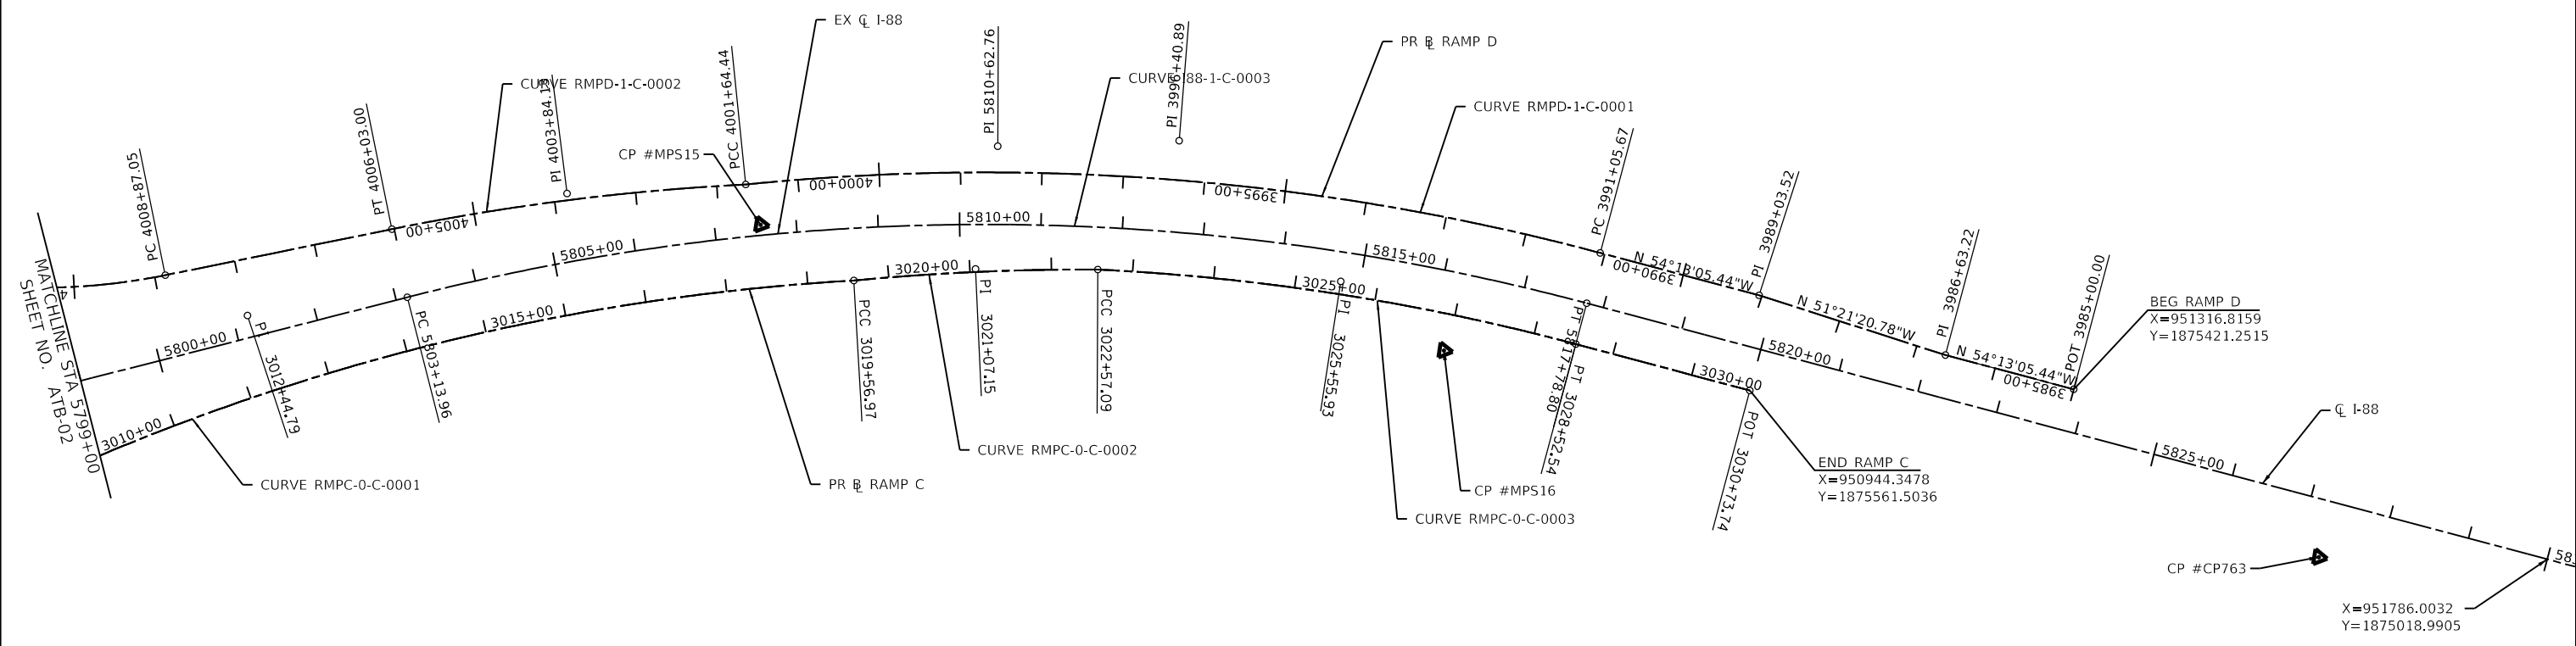 EX ℄ I-88
PR B̲L RAMP D
CURVE RMPD-1-C-0002
CURVE I88-1-C-0003
CURVE RMPD-1-C-0001
CP #MPS15
PC 4008+87.05
PT 4006+03.00
PI 4003+84.13
PCC 4001+64.44
PI 5810+62.76
PI 3996+40.89
PC 3991+05.67
PI 3989+03.52
PI 3986+63.22
POT 3985+00.00
4005+00
4000+00
3995+00
3990+00
3985+00
N 54°13'05.44"W
N 51°21'20.78"W
N 54°13'05.44"W
BEG RAMP D
X=951316.8159
Y=1875421.2515
5800+00
5805+00
5810+00
5815+00
5820+00
5825+00
MATCHLINE STA 5799+00
SHEET NO. ATB-02
3010+00
3015+00
3020+00
3025+00
3030+00
3012+44.79
PC 5803+13.96
PCC 3019+56.97
PI 3021+07.15
PCC 3022+57.09
PI 3025+55.93
PT 5817+78.80
PT 3028+52.54
POT 3030+73.74
℄ I-88
CURVE RMPC-0-C-0001
PR B̲L RAMP C
CURVE RMPC-0-C-0002
CP #MPS16
CURVE RMPC-0-C-0003
END RAMP C
X=950944.3478
Y=1875561.5036
CP #CP763
X=951786.0032
Y=1875018.9905